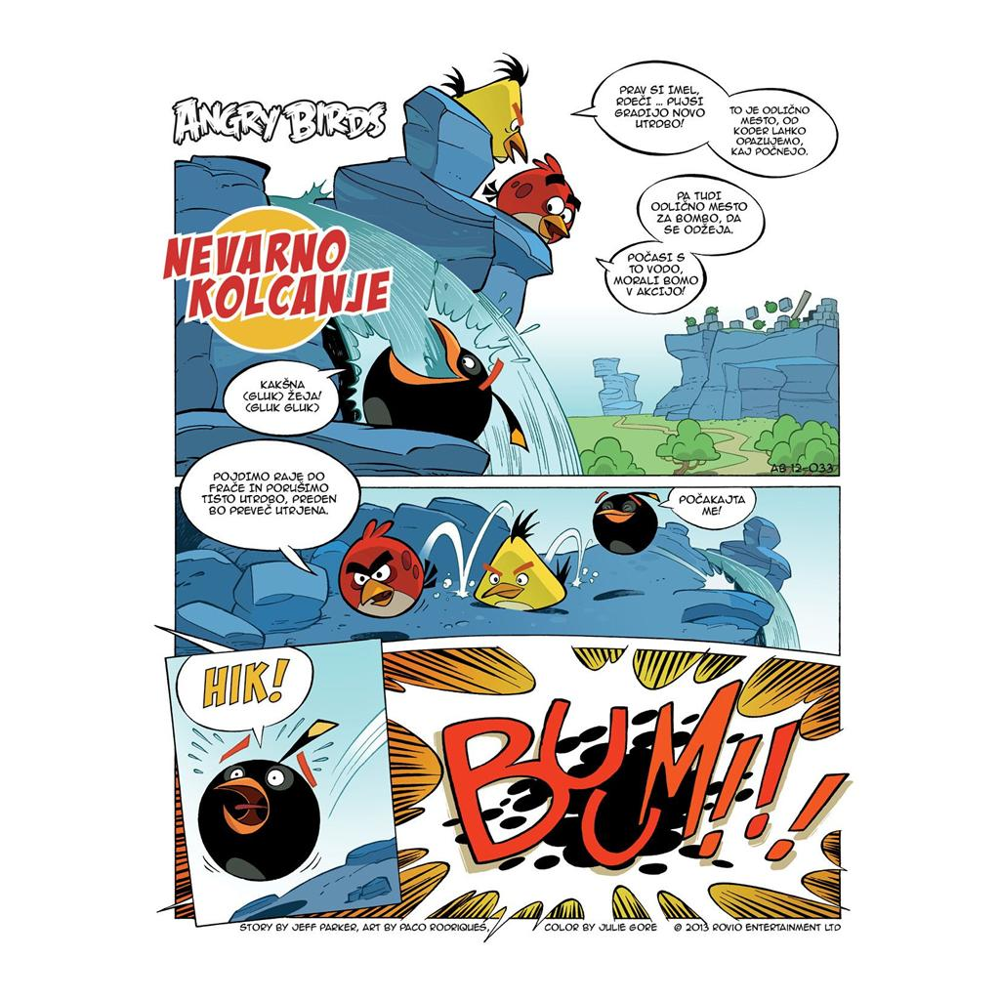 ANGRY BIRDS
NEVARNO
KOLCANJE
PRAV SI IMEL,
RDEČI ... PUJSI
GRADIJO NOVO
UTRDBO!
TO JE ODLIČNO
MESTO, OD
KODER LAHKO
OPAZUJEMO,
KAJ POČNEJO.
PA TUDI
ODLIČNO MESTO
ZA BOMBO, DA
SE ODŽEJA.
POČASI S
TO VODO,
MORALI BOMO
V AKCIJO!
KAKŠNA
(GLUK) ŽEJA!
(GLUK GLUK)
AB 12-033
POJDIMO RAJE DO
FRAČE IN PORUŠIMO
TISTO UTRDBO, PREDEN
BO PREVEČ UTRJENA.
POČAKAJTA
ME!
HIK!
BUUM!!!
STORY BY JEFF PARKER, ART BY PACO RODRIQUES, COLOR BY JULIE GORE © 2013 ROVIO ENTERTAINMENT LTD